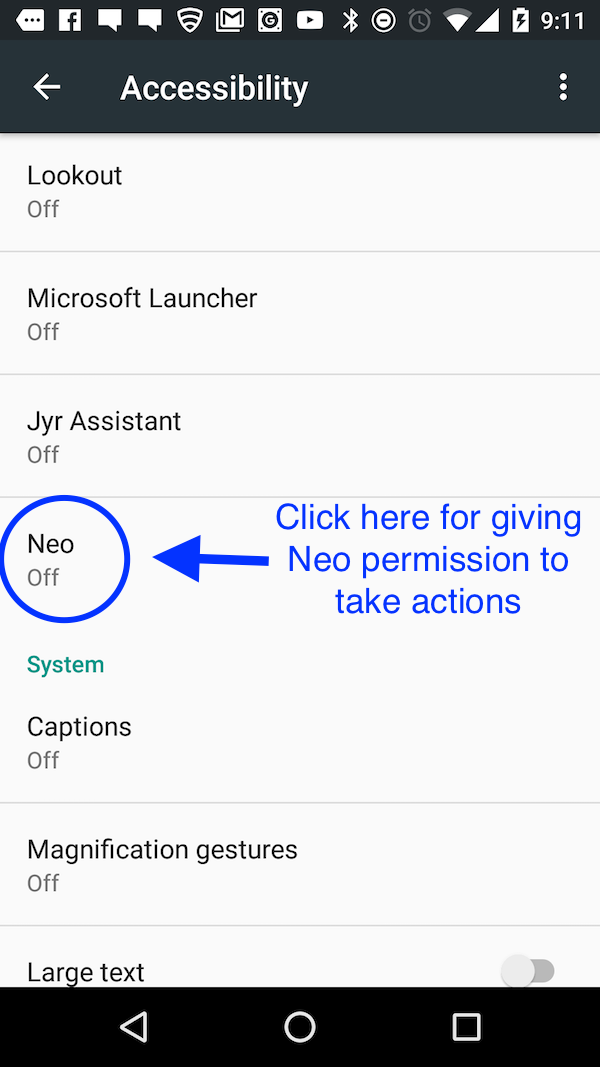 9:11
Accessibility
Lookout
Off
Microsoft Launcher
Off
Jyr Assistant
Off
Neo
Off
Click here for giving
Neo permission to
take actions
System
Captions
Off
Magnification gestures
Off
Large text